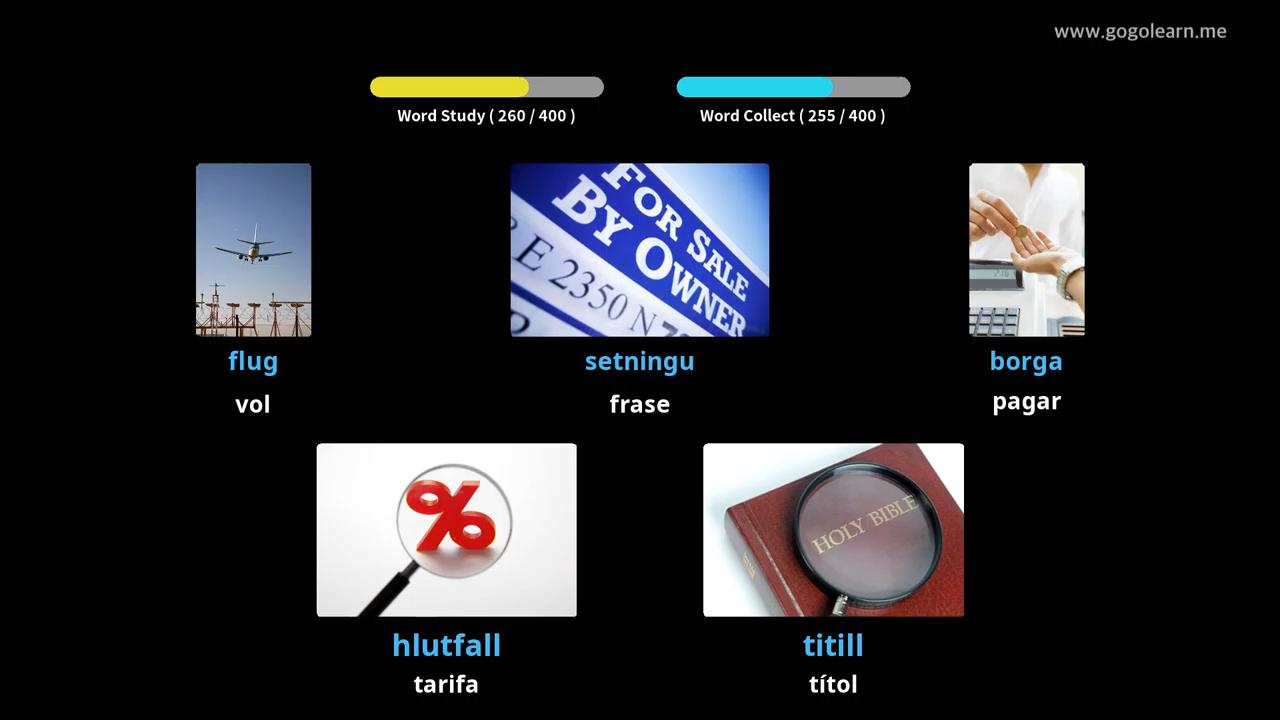 www.gogolearn.me
Word Study ( 260 / 400 )
Word Collect ( 255 / 400 )
FOR SALE
BY OWNER
E 2350 N
flug
vol
setningu
frase
borga
pagar
%
HOLY BIBLE
hlutfall
tarifa
titill
títol